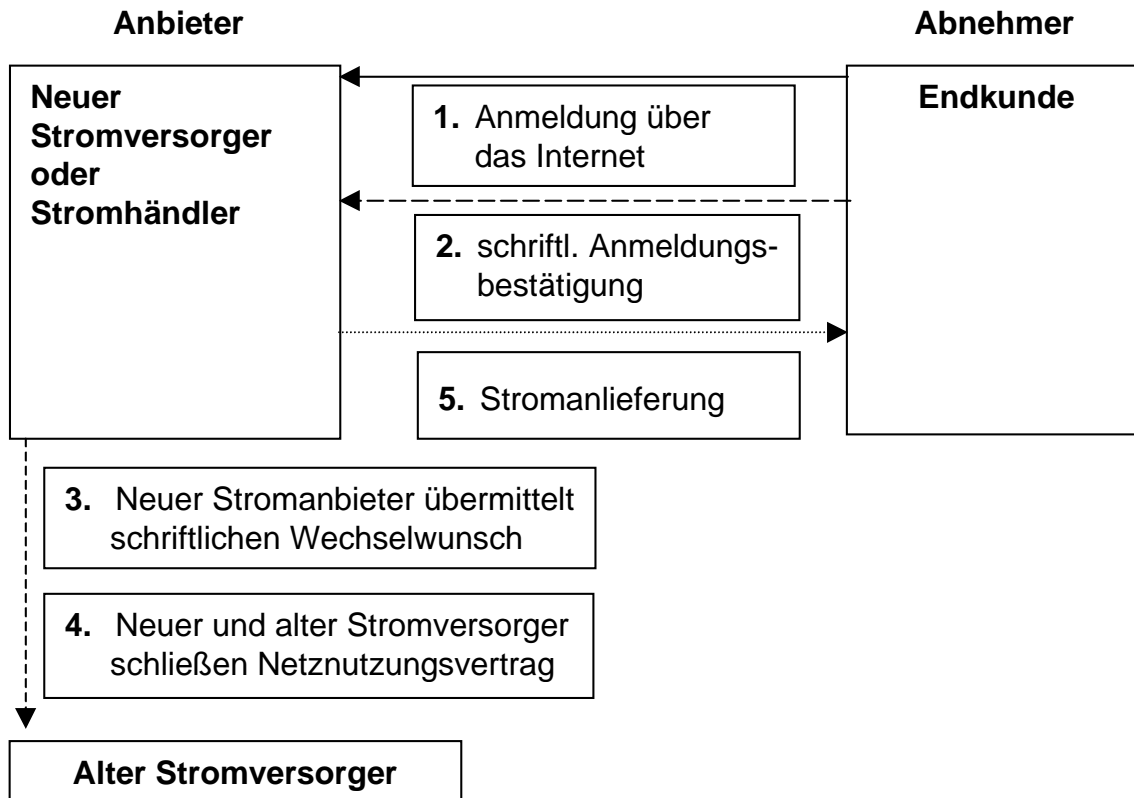 Anbieter
Abnehmer
Neuer
Stromversorger
oder
Stromhändler
Endkunde
1. Anmeldung über
das Internet
2. schriftl. Anmeldungs-
bestätigung
5. Stromanlieferung
3. Neuer Stromanbieter übermittelt
schriftlichen Wechselwunsch
4. Neuer und alter Stromversorger
schließen Netznutzungsvertrag
Alter Stromversorger